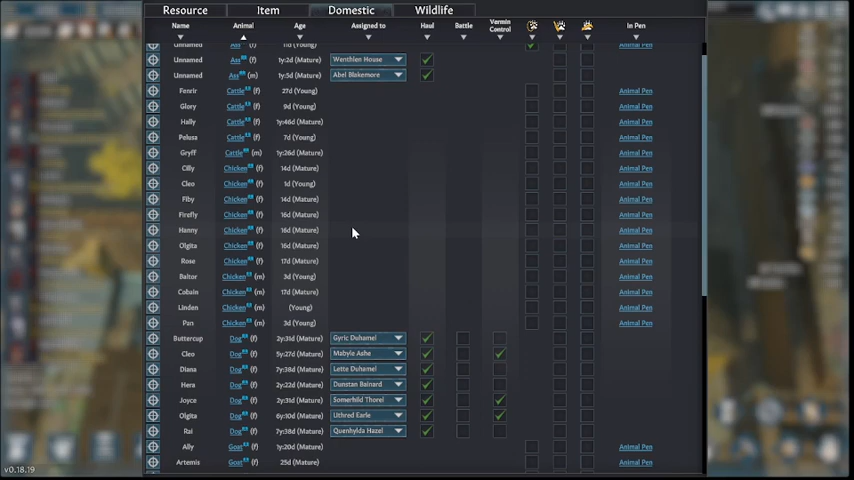 Resource Item Domestic Wildlife
Name Animal Age Assigned to Haul Battle Vermin Control In Pen
Unnamed Ass (f) 11d (Young)
Unnamed Ass (f) 1y:2d (Mature) Wenthlen House
Unnamed Ass (m) 1y:5d (Mature) Abel Blakemore
Fenrir Cattle (f) 27d (Young) Animal Pen
Glory Cattle (f) 9d (Young) Animal Pen
Hally Cattle (f) 1y:46d (Mature) Animal Pen
Pelusa Cattle (f) 7d (Young) Animal Pen
Gryff Cattle (m) 1y:26d (Mature) Animal Pen
Cilly Chicken (f) 14d (Mature) Animal Pen
Cleo Chicken (f) 1d (Young) Animal Pen
Fiby Chicken (f) 14d (Mature) Animal Pen
Firefly Chicken (f) 16d (Mature) Animal Pen
Hanny Chicken (f) 16d (Mature) Animal Pen
Olgita Chicken (f) 16d (Mature) Animal Pen
Rose Chicken (f) 17d (Mature) Animal Pen
Baltor Chicken (m) 3d (Young) Animal Pen
Cobain Chicken (m) 17d (Mature) Animal Pen
Linden Chicken (m) (Young) Animal Pen
Pan Chicken (m) 3d (Young) Animal Pen
Buttercup Dog (f) 2y:31d (Mature) Gyric Duhamel
Cleo Dog (f) 5y:27d (Mature) Mabyla Ashe
Diana Dog (f) 7y:38d (Mature) Lette Duhamel
Hera Dog (f) 2y:22d (Mature) Dunstan Bainard
Joyce Dog (f) 2y:31d (Mature) Somerhild Thorel
Olgita Dog (f) 6y:10d (Mature) Uthred Earle
Rai Dog (f) 7y:38d (Mature) Quenhylda Hazel
Ally Goat (f) 1y:20d (Mature) Animal Pen
Artemis Goat (f) 25d (Mature) Animal Pen
v0.18.19